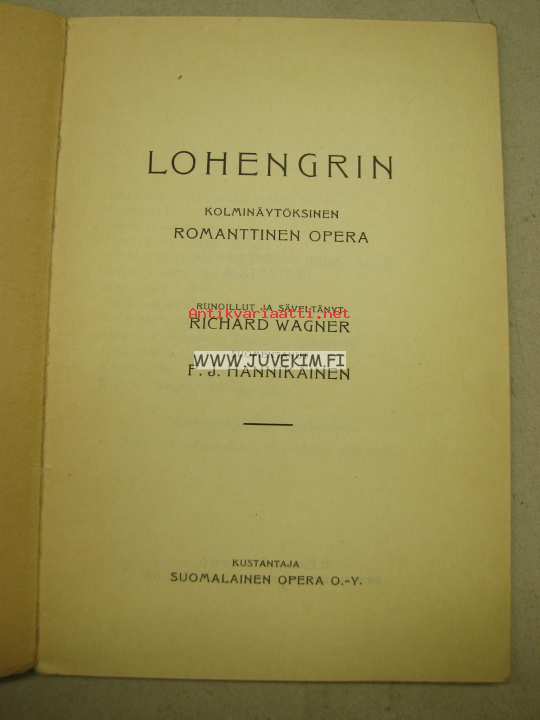 LOHENGRIN
KOLMINÄYTÖKSINEN
ROMANTTINEN OPERA
RUNOILLUT JA SÄVELTÄNYT
Antikvariaatti.net
RICHARD WAGNER
WWW.JUVEKIM.FI
F. J. HANNIKAINEN
KUSTANTAJA
SUOMALAINEN OPERA O.-Y.